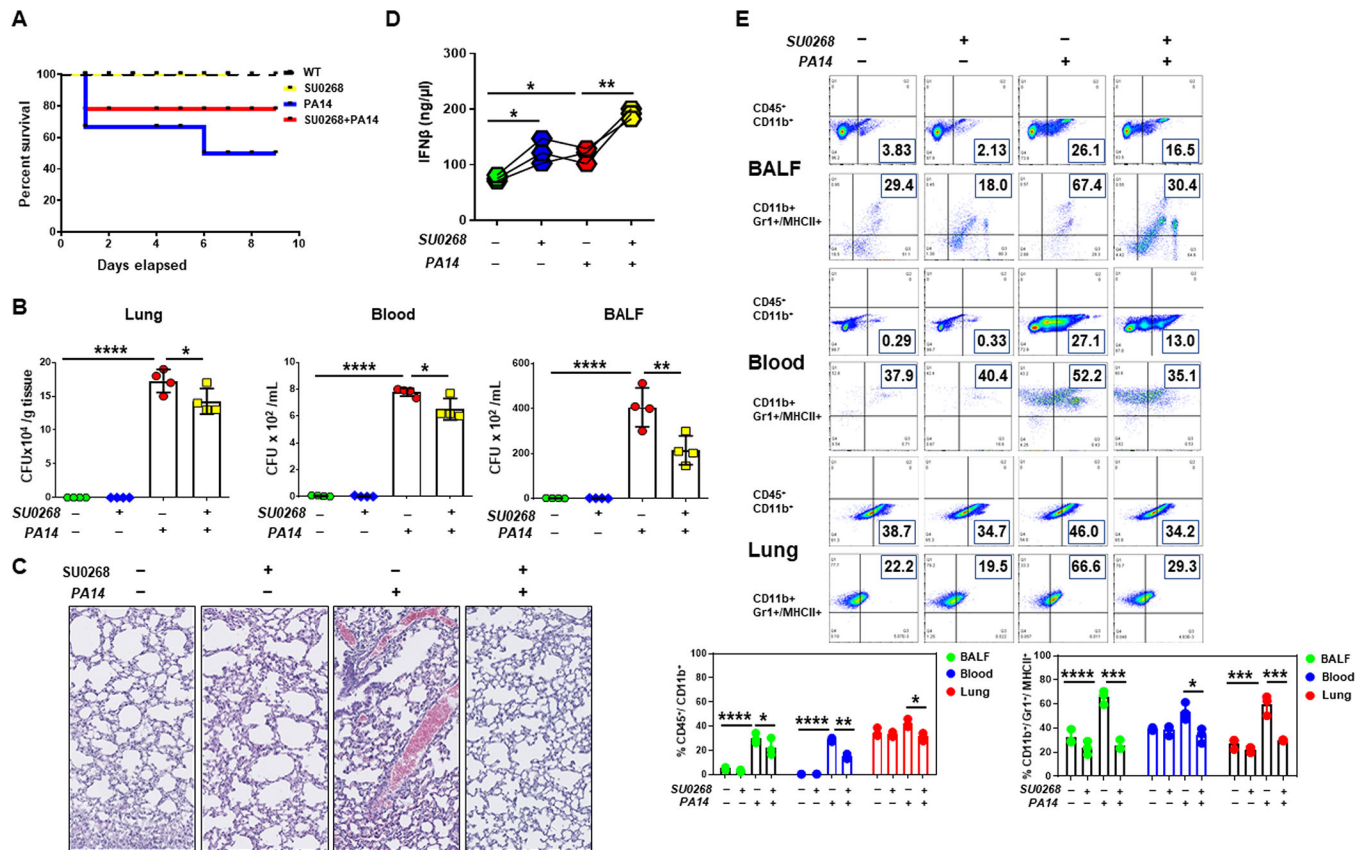 A
WT
SU0268
PA14
SU0268+PA14
100
80
60
40
20
0
Percent survival
0 2 4 6 8 10
Days elapsed
D
300
200
100
0
IFNβ (ng/µl)
* * **
SU0268 – + – +
PA14 – – + +
B
Lung
**** *
20
15
10
5
0
CFUx10⁴ /g tissue
SU0268 – + – +
PA14 – – + +
Blood
**** *
10
8
6
4
2
0
CFU x 10² /mL
SU0268 – + – +
PA14 – – + +
BALF
**** **
600
400
200
0
CFU x 10² /mL
SU0268 – + – +
PA14 – – + +
C
SU0268 – + – +
PA14 – – + +
E
SU0268 – + – +
PA14 – – + +
BALF
CD45⁺
CD11b⁺
3.83 2.13 26.1 16.5
CD11b+
Gr1+/MHCII+
29.4 18.0 67.4 30.4
Blood
CD45⁺
CD11b⁺
0.29 0.33 27.1 13.0
CD11b+
Gr1+/MHCII+
37.9 40.4 52.2 35.1
Lung
CD45⁺
CD11b⁺
38.7 34.7 46.0 34.2
CD11b+
Gr1+/MHCII+
22.2 19.5 66.6 29.3
100
80
60
40
20
0
% CD45⁺/ CD11b⁺
**** * **** ** *
BALF
Blood
Lung
SU0268 – + – + – + – + – + – +
PA14 – – + + – – + + – – + +
100
80
60
40
20
0
% CD11b⁺/ Gr1⁺/ MHCII⁺
**** *** * *** ***
BALF
Blood
Lung
SU0268 – + – + – + – + – + – +
PA14 – – + + – – + + – – + +